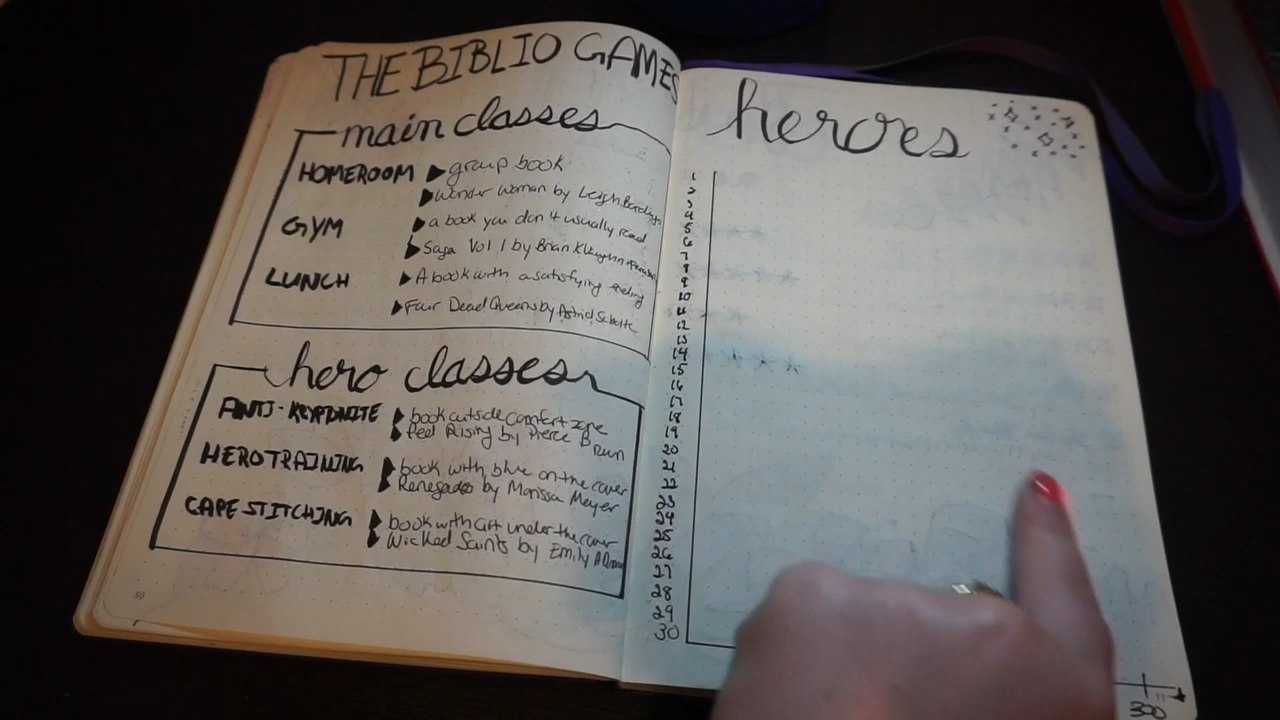 THE BIBLIO GAMES
main classes
HOMEROOM ▶ group book
▶ Wonder Woman by Leigh Bardugo
GYM ▶ a book you don't usually read
▶ Saga Vol 1 by Brian K Vaughn
LUNCH ▶ A book with a satisfying ending
▶ Four Dead Queens by Astrid Scholte
hero classes
ANTI-KRYPTONITE ▶ book outside comfort zone
▶ Red Rising by Pierce Brown
HERO TRAINING ▶ book with blue on the cover
▶ Renegades by Marissa Meyer
CAPE STITCHING ▶ book with art under the cover
▶ Wicked Saints by Emily A Duncan
50
heroes
1
2
3
4
5
6
7
8
9
10
11
12
13
14
15
16
17
18
19
20
21
22
23
24
25
26
27
28
29
30
300